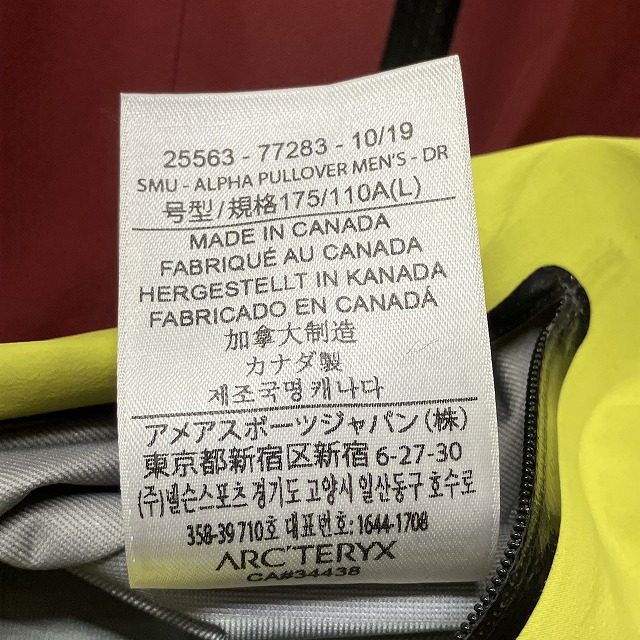 25563 - 77283 - 10/19
SMU - ALPHA PULLOVER MEN'S - DR
号型/規格175/110A(L)
MADE IN CANADA
FABRIQUÉ AU CANADA
HERGESTELLT IN KANADA
FABRICADO EN CANADÁ
加拿大制造
カナダ製
제조국명 캐나다
アメアスポーツジャパン(株)
東京都新宿区新宿 6-27-30
(주)넬슨스포츠 경기도 고양시 일산동구 호수로
358-39 710호 대표번호: 1644-1708
ARC'TERYX
CA#34438